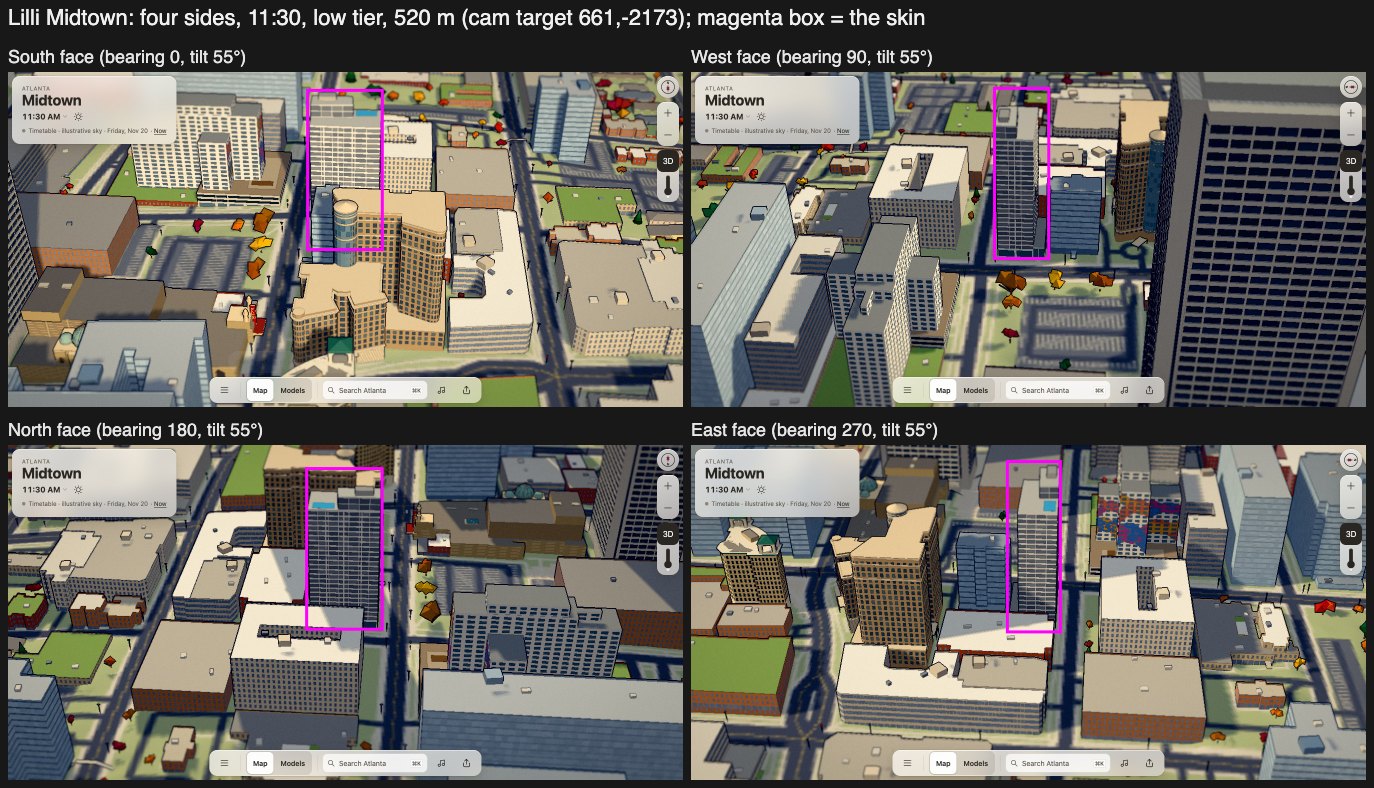 Lilli Midtown: four sides, 11:30, low tier, 520 m (cam target 661,-2173); magenta box = the skin
South face (bearing 0, tilt 55°)
West face (bearing 90, tilt 55°)
ATLANTA
Midtown
11:30 AM
Timetable · illustrative sky · Friday, Nov 20 · Now
3D
Map
Models
Search Atlanta
⌘K
ATLANTA
Midtown
11:30 AM
Timetable · illustrative sky · Friday, Nov 20 · Now
3D
Map
Models
Search Atlanta
⌘K
North face (bearing 180, tilt 55°)
East face (bearing 270, tilt 55°)
ATLANTA
Midtown
11:30 AM
Timetable · illustrative sky · Friday, Nov 20 · Now
3D
Map
Models
Search Atlanta
⌘K
ATLANTA
Midtown
11:30 AM
Timetable · illustrative sky · Friday, Nov 20 · Now
3D
Map
Models
Search Atlanta
⌘K